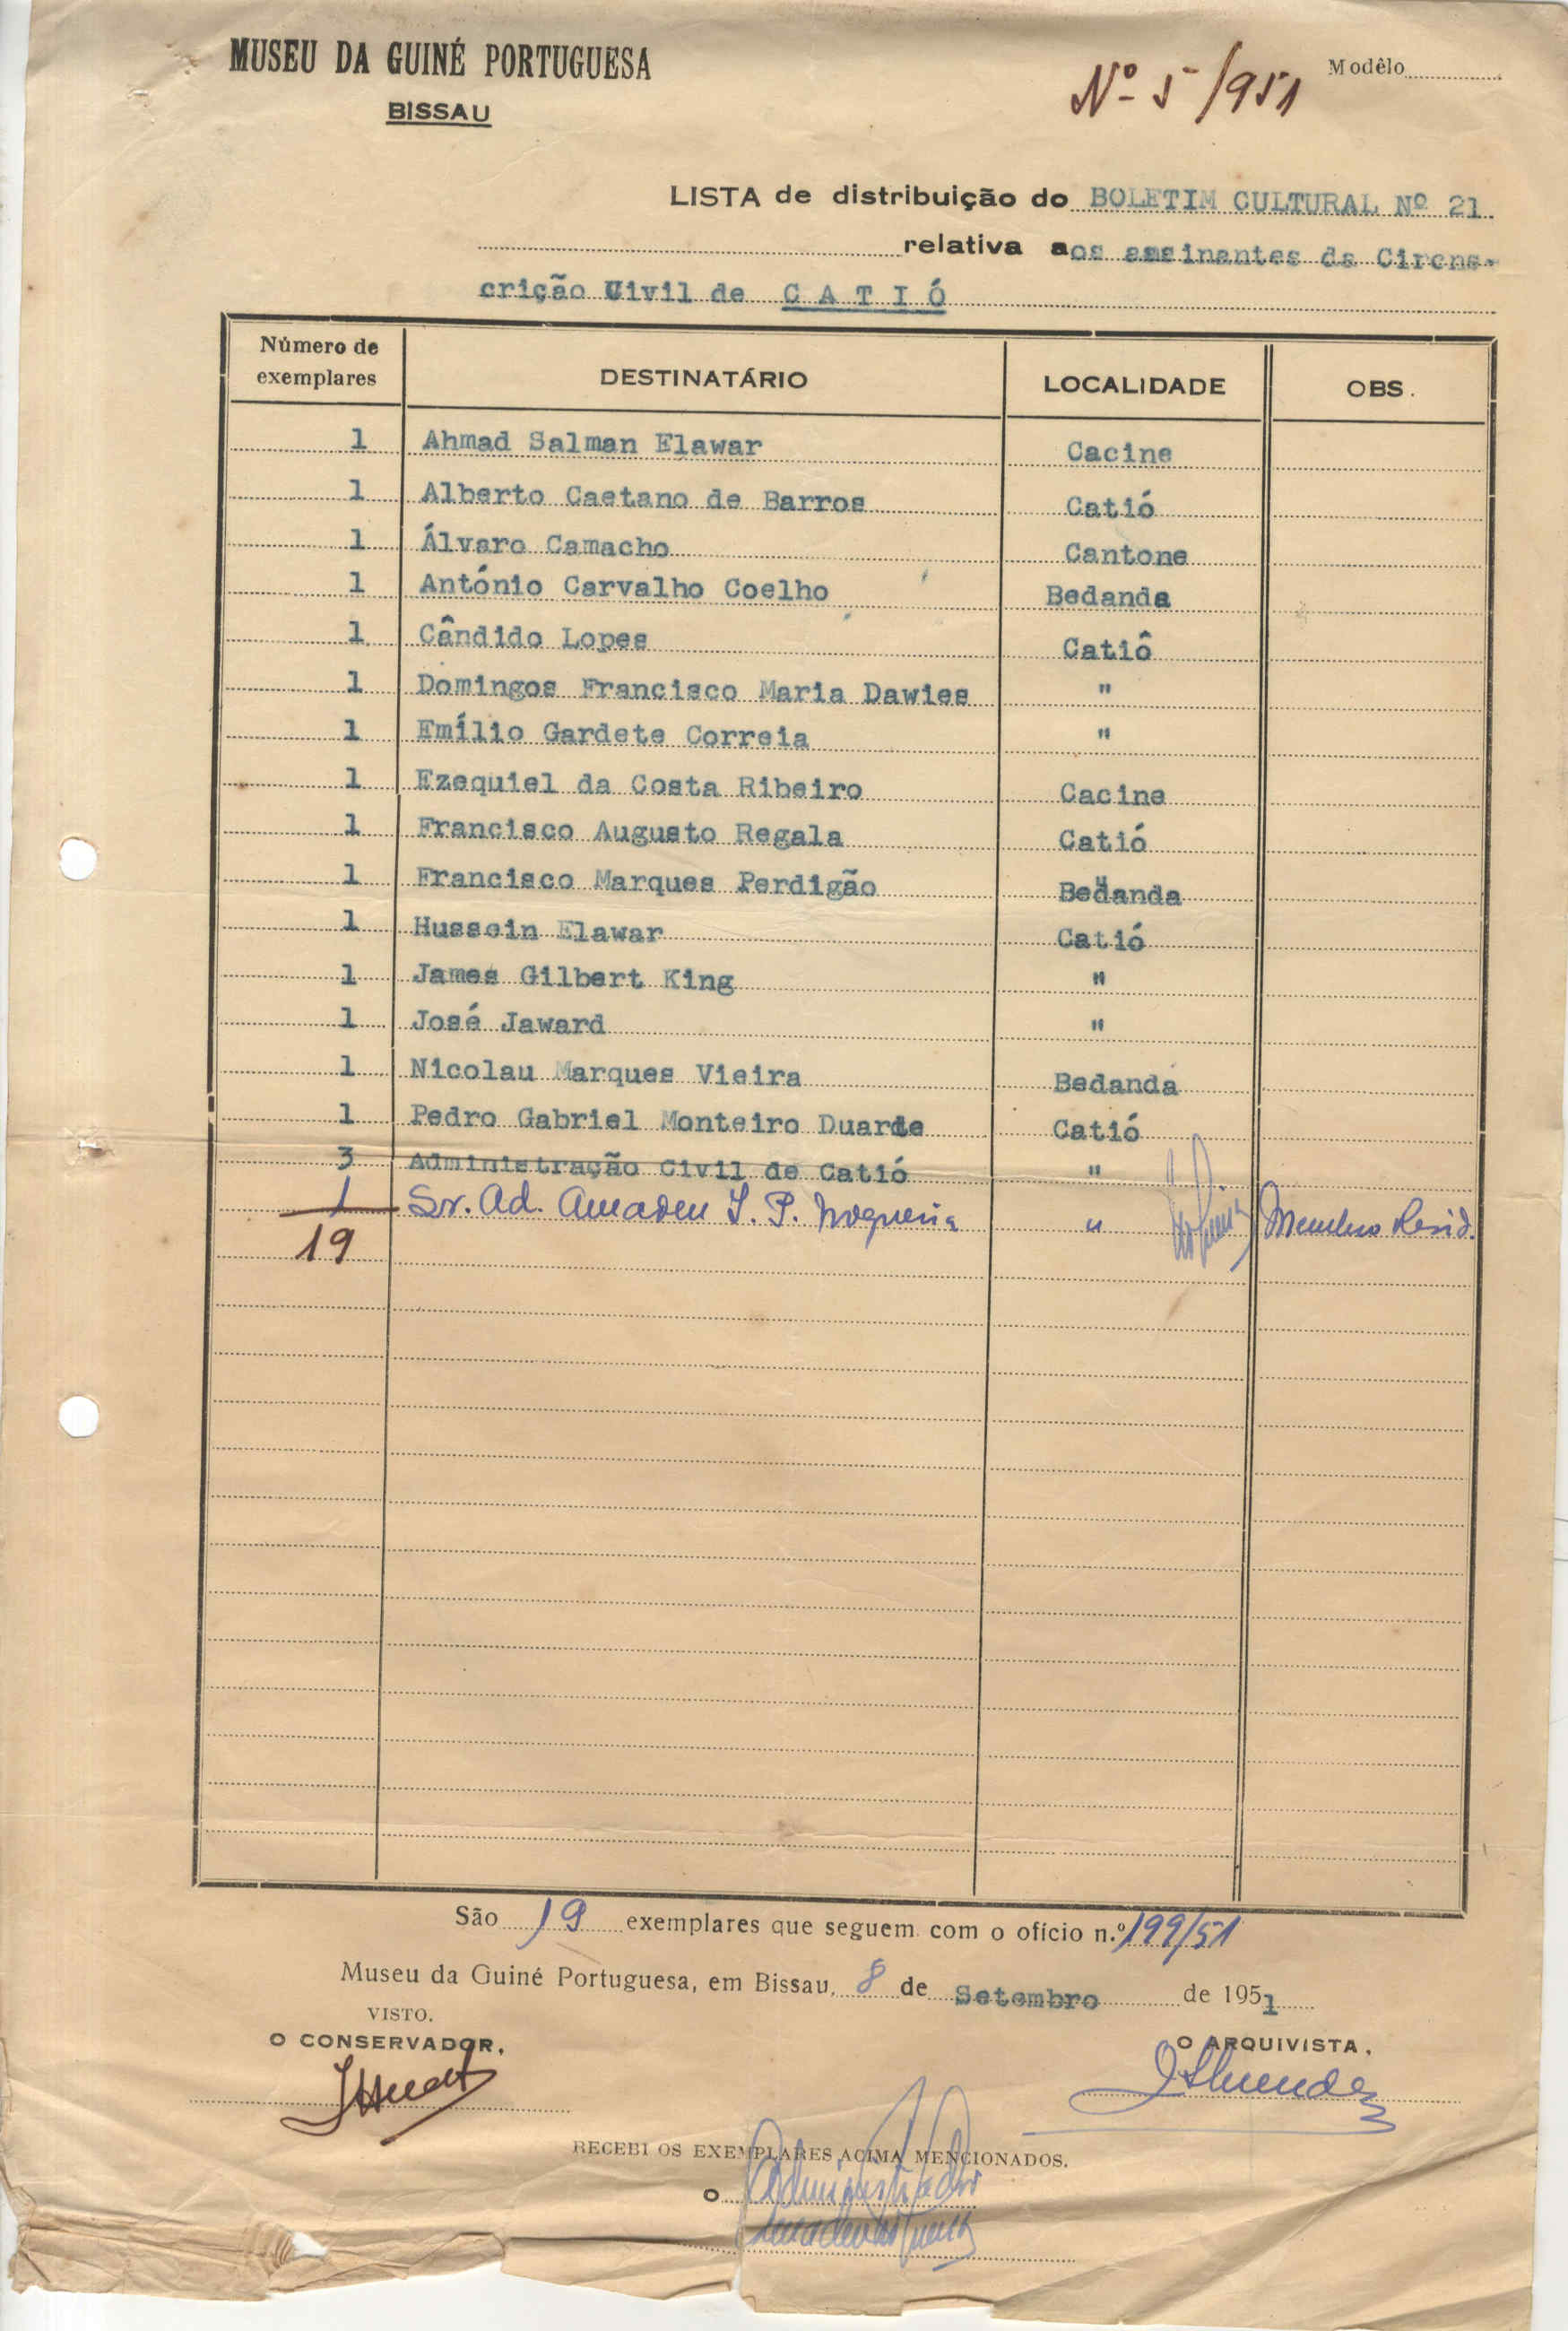 MUSEU DA GUINÉ PORTUGUESA
BISSAU
Nº 5/951
Modêlo
LISTA de distribuição do BOLETIM CULTURAL Nº 21
relativa aos assinantes da Circuns-
crição Civil de C A T I Ó
Número de exemplares DESTINATÁRIO LOCALIDADE OBS.
1 Ahmad Salman Elawar Cacine
1 Alberto Caetano de Barros Catió
1 Álvaro Camacho Cantone
1 António Carvalho Coelho Bedanda
1 Cândido Lopes Catiô
1 Domingos Francisco Maria Dawies "
1 Emílio Gardete Correia "
1 Ezequiel da Costa Ribeiro Cacine
1 Francisco Augusto Regala Catió
1 Francisco Marques Perdigão Bedanda
1 Hussein Elawar Catió
1 James Gilbert King "
1 José Jaward "
1 Nicolau Marques Vieira Bedanda
1 Pedro Gabriel Monteiro Duarte Catió
3 Administração Civil de Catió "
1 Sr. Ad. Amadeu I. P. Nogueira " Membro Resid.
19
São 19 exemplares que seguem com o ofício n.º 199/51
Museu da Guiné Portuguesa, em Bissau, 8 de Setembro de 1951
VISTO.
O CONSERVADOR,
O ARQUIVISTA,
RECEBI OS EXEMPLARES ACIMA MENCIONADOS.
O Administrador